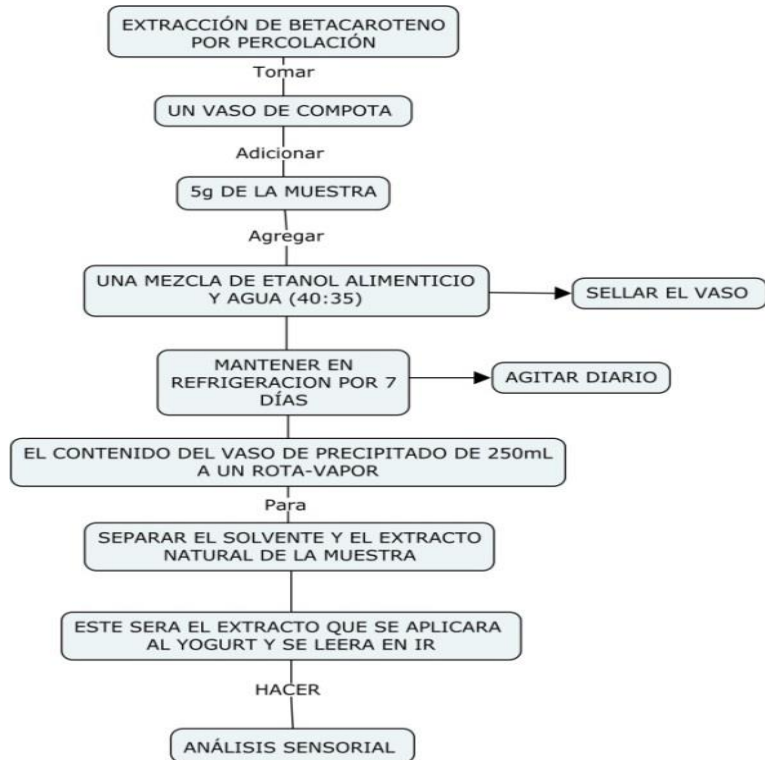 EXTRACCIÓN DE BETACAROTENO
POR PERCOLACIÓN
Tomar
UN VASO DE COMPOTA
Adicionar
5g DE LA MUESTRA
Agregar
UNA MEZCLA DE ETANOL ALIMENTICIO
Y AGUA (40:35)
SELLAR EL VASO
MANTENER EN
REFRIGERACION POR 7
DÍAS
AGITAR DIARIO
EL CONTENIDO DEL VASO DE PRECIPITADO DE 250mL
A UN ROTA-VAPOR
Para
SEPARAR EL SOLVENTE Y EL EXTRACTO
NATURAL DE LA MUESTRA
ESTE SERA EL EXTRACTO QUE SE APLICARA
AL YOGURT Y SE LEERA EN IR
HACER
ANÁLISIS SENSORIAL